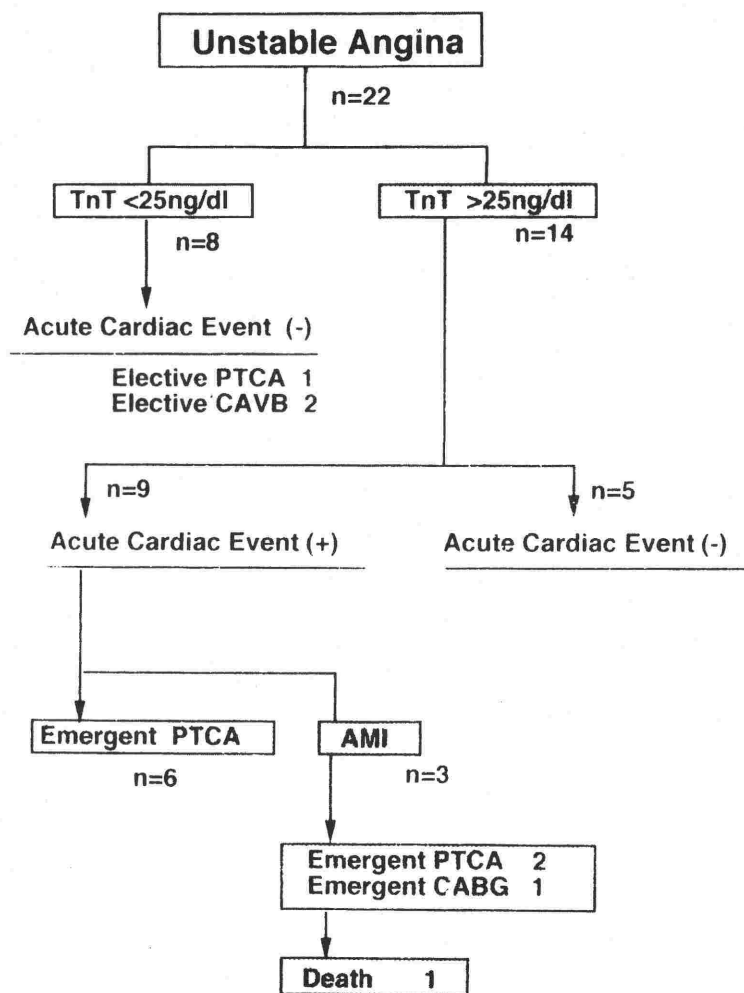 Unstable Angina
n=22
TnT <25ng/dl
n=8
TnT >25ng/dl
n=14
Acute Cardiac Event (-)
Elective PTCA 1
Elective CAVB 2
n=9
Acute Cardiac Event (+)
n=5
Acute Cardiac Event (-)
Emergent PTCA
n=6
AMI
n=3
Emergent PTCA 2
Emergent CABG 1
Death 1